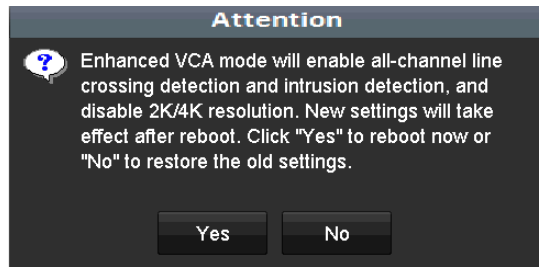 Attention
Enhanced VCA mode will enable all-channel line
crossing detection and intrusion detection, and
disable 2K/4K resolution. New settings will take
effect after reboot. Click "Yes" to reboot now or
"No" to restore the old settings.
Yes No